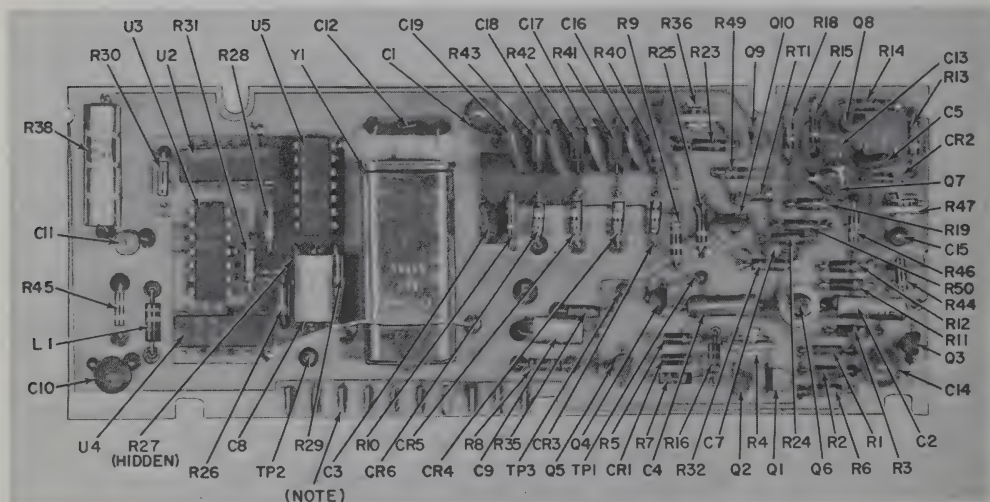 U3 R31 U5 C12 C19 C18 C17 C16 R9 R36 R49 Q10 R18 Q8
R30 U2 R28 Y1 C1 R43 R42 R41 R40 R25 R23 Q9 RT1 R15 R14 C13
R13
R38
C5
CR2
Q7
R47
C11
R19
C15
R46
R45
R50
R44
R12
L1
R11
Q3
C10
C14
U4 R27 C8 R29 R10 CR5 R8 R35 CR3 Q4 R5 R7 R16 C7 R4 R24 R2 R1 C2
(HIDDEN)
R26 TP2 C3 CR6 CR4 C9 TP3 Q5 TP1 CR1 C4 R32 Q2 Q1 Q6 R6 R3
(NOTE)